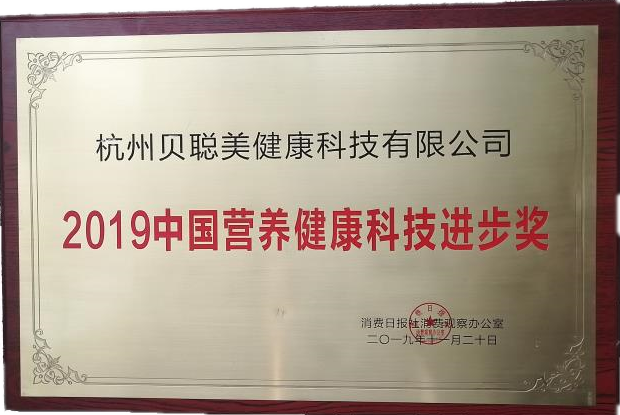 杭州贝聪美健康科技有限公司
2019中国营养健康科技进步奖
消费日报社消费观察办公室
二〇一九年十一月二十日